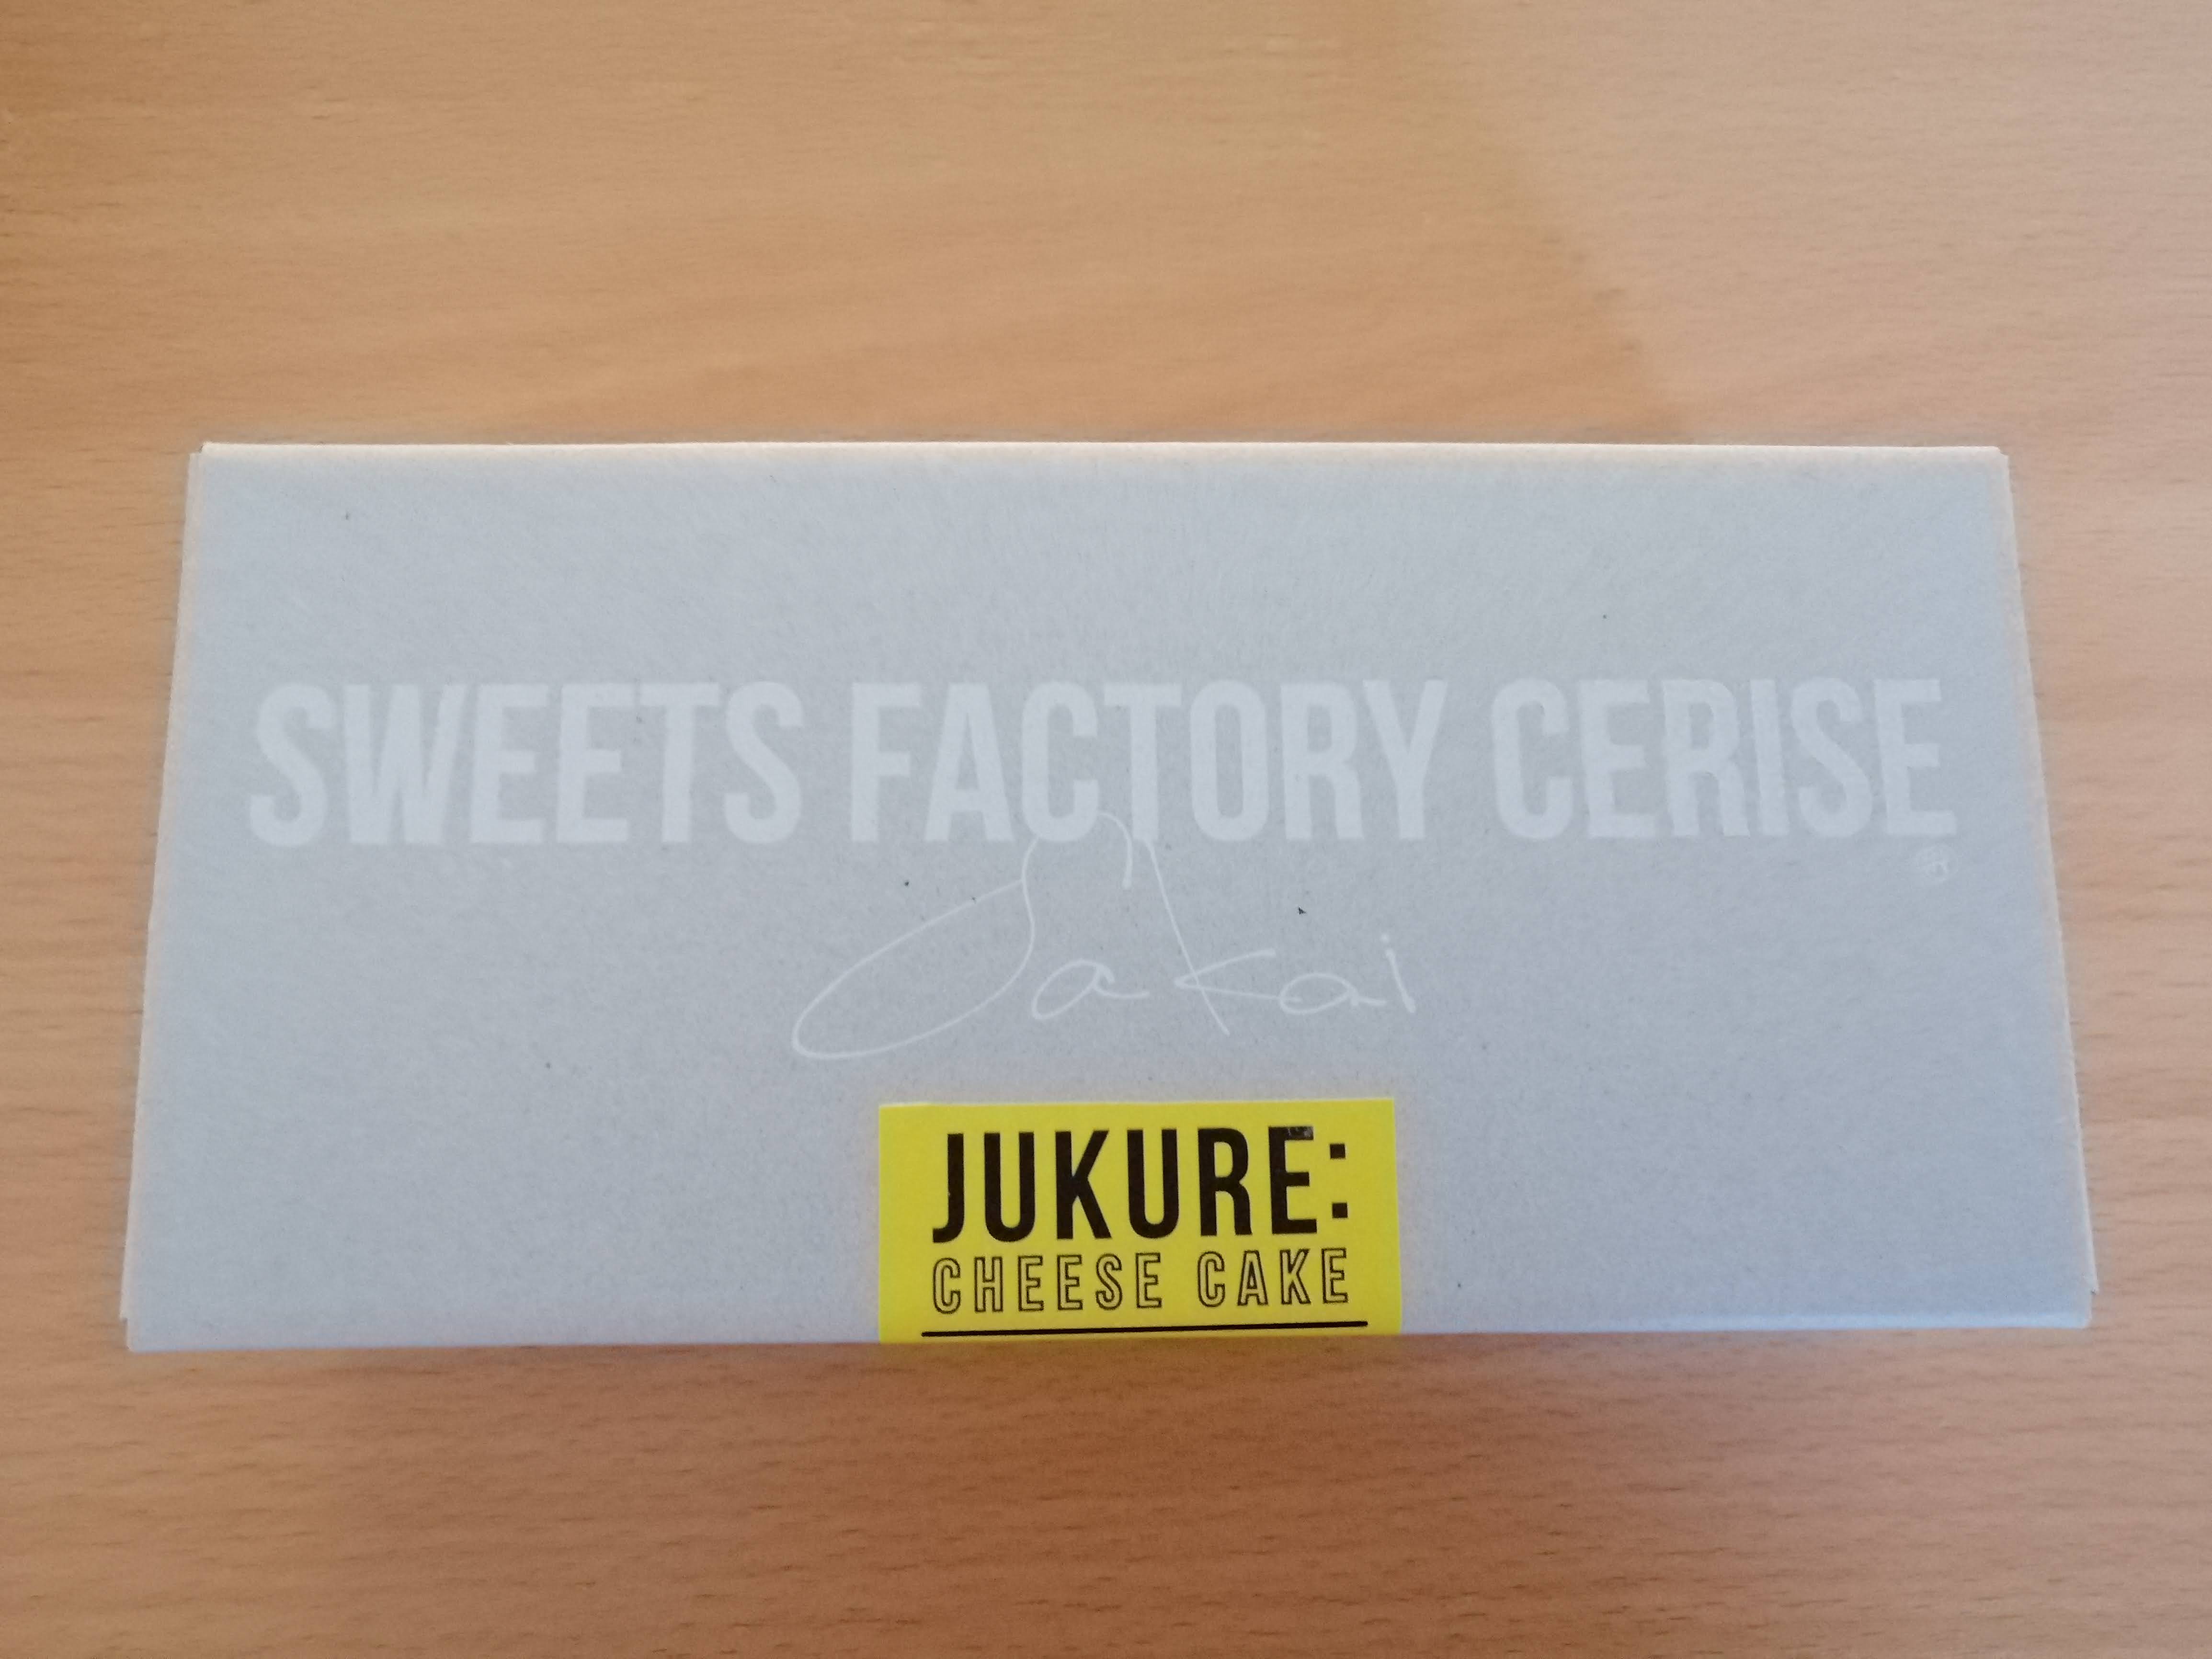 SWEETS FACTORY CERISE
Sakai
JUKURE:
CHEESE CAKE